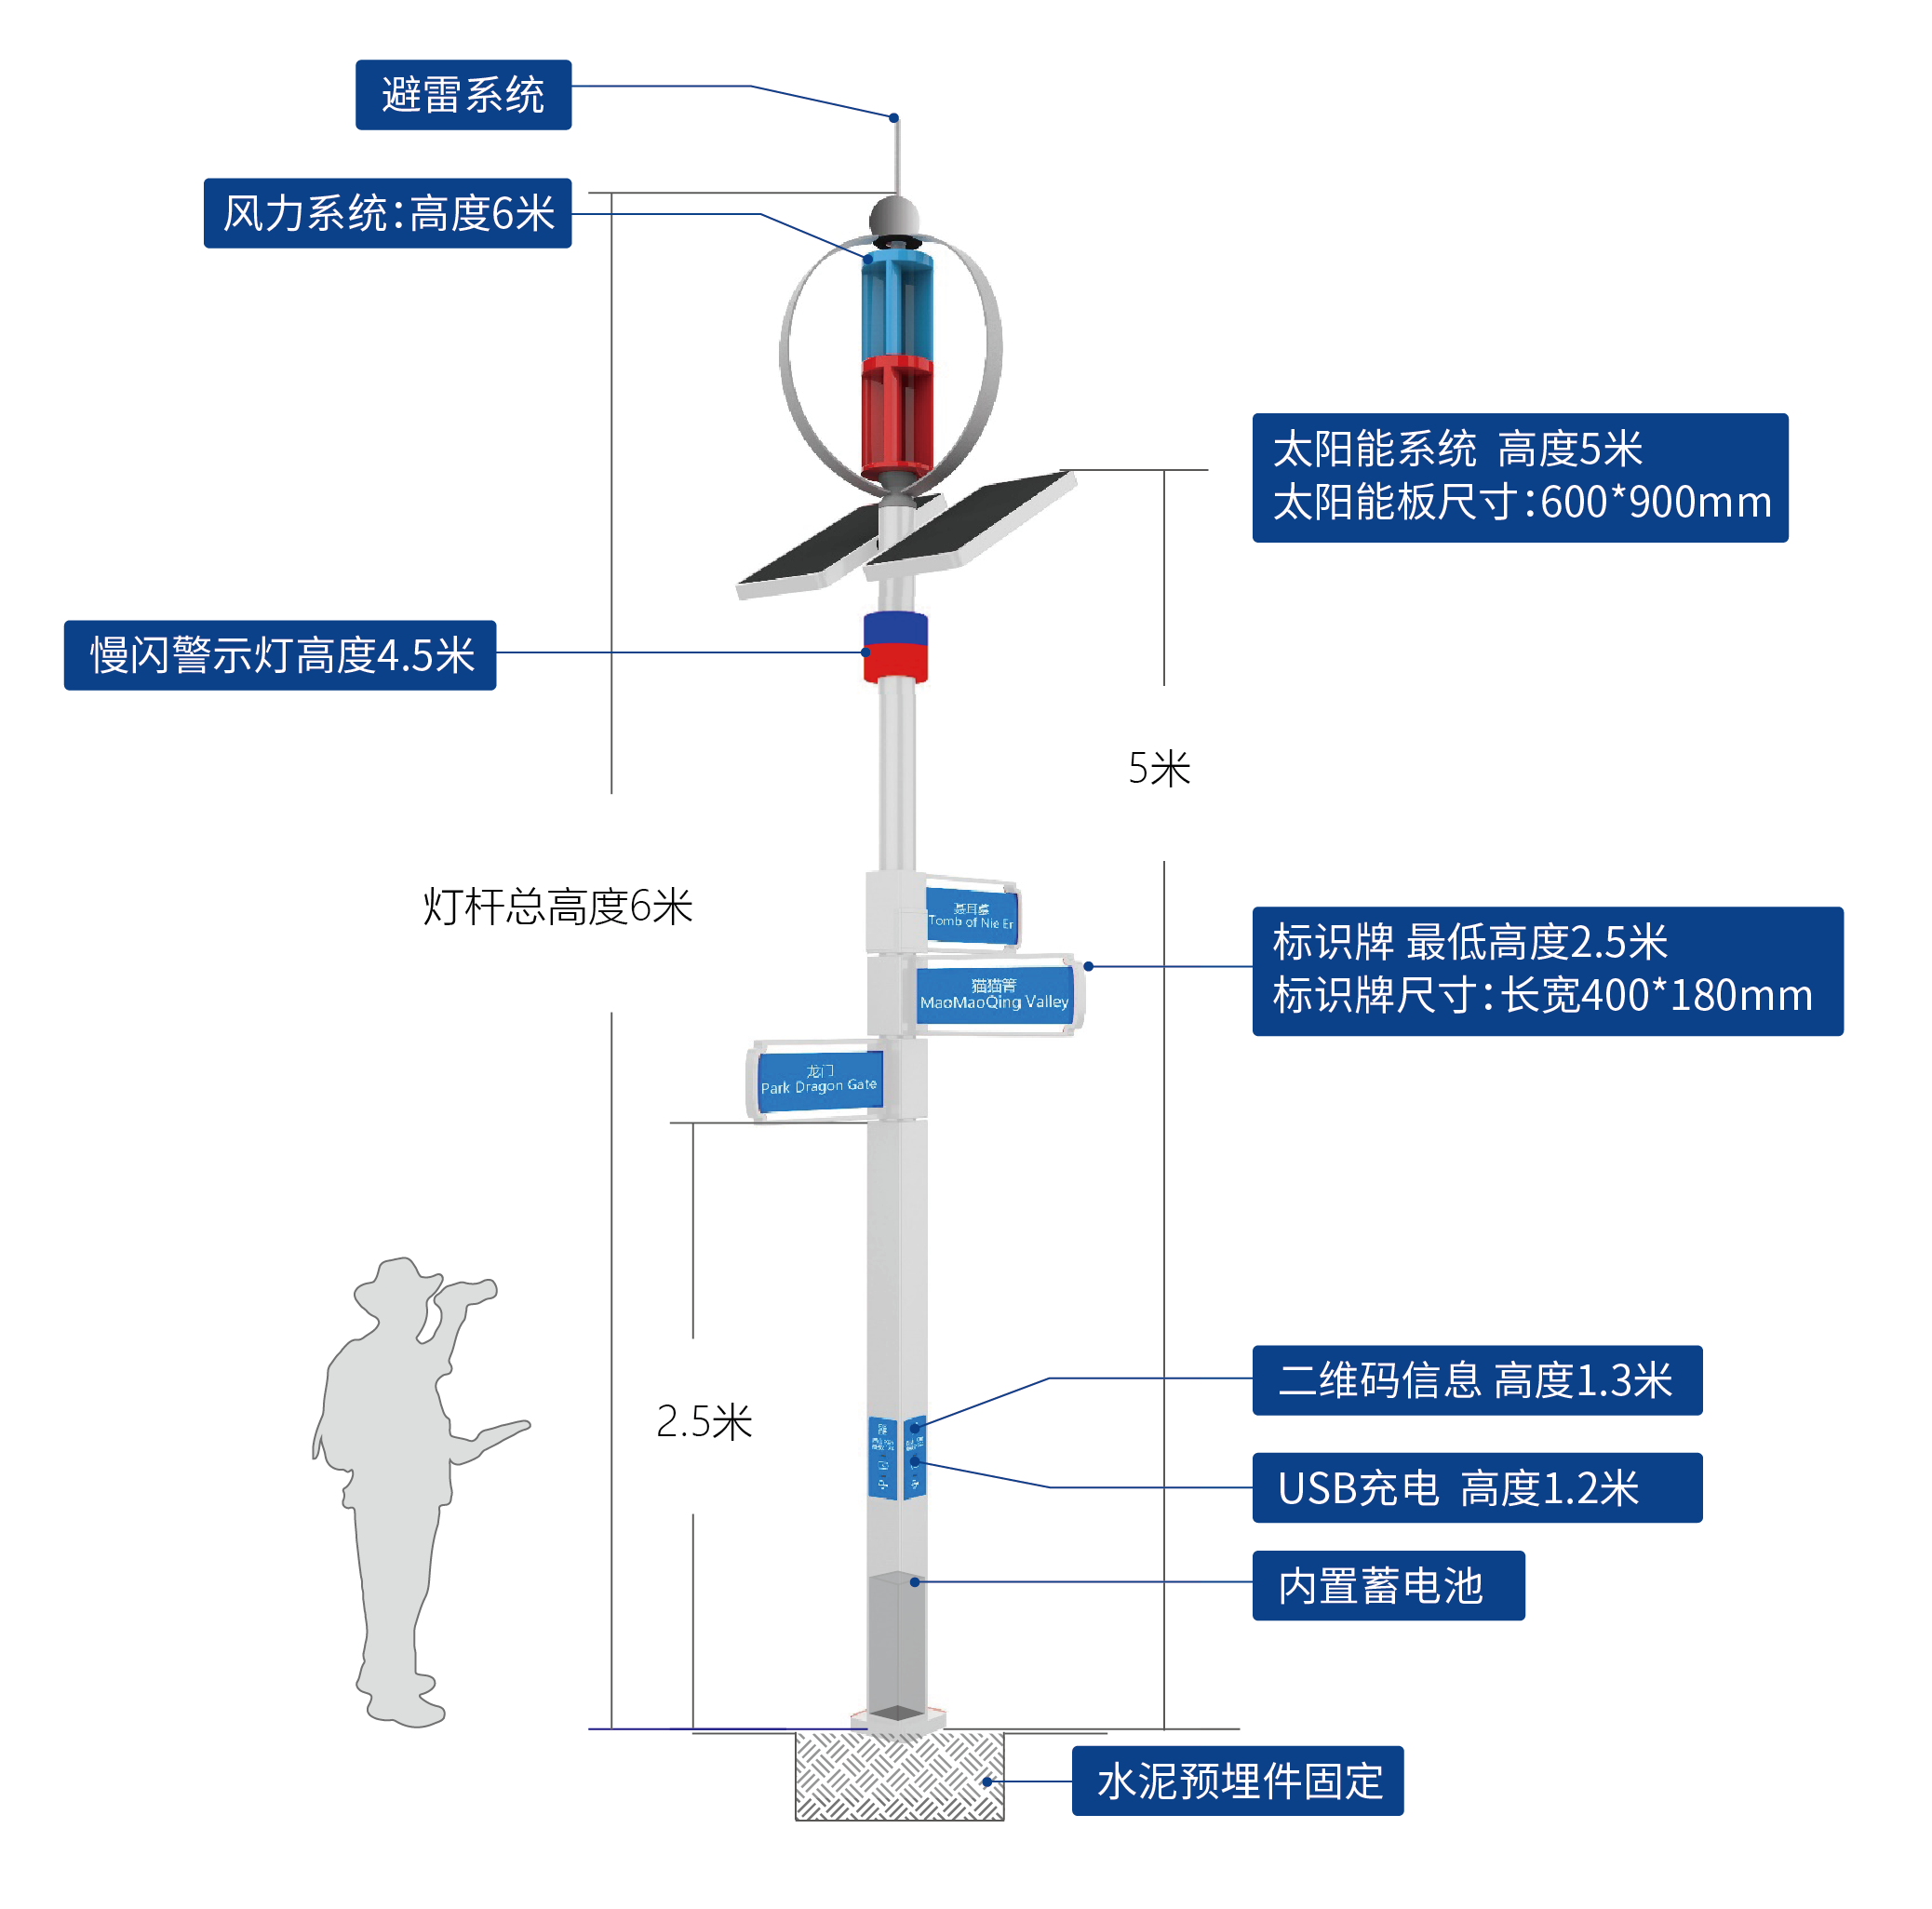 避雷系统
风力系统：高度6米
太阳能系统 高度5米
太阳能板尺寸：600*900mm
慢闪警示灯高度4.5米
5米
灯杆总高度6米
聂耳墓
Tomb of Nie Er
标识牌 最低高度2.5米
标识牌尺寸：长宽400*180mm
猫猫箐
MaoMaoQing Valley
龙门
Park Dragon Gate
二维码信息 高度1.3米
2.5米
USB充电 高度1.2米
内置蓄电池
水泥预埋件固定